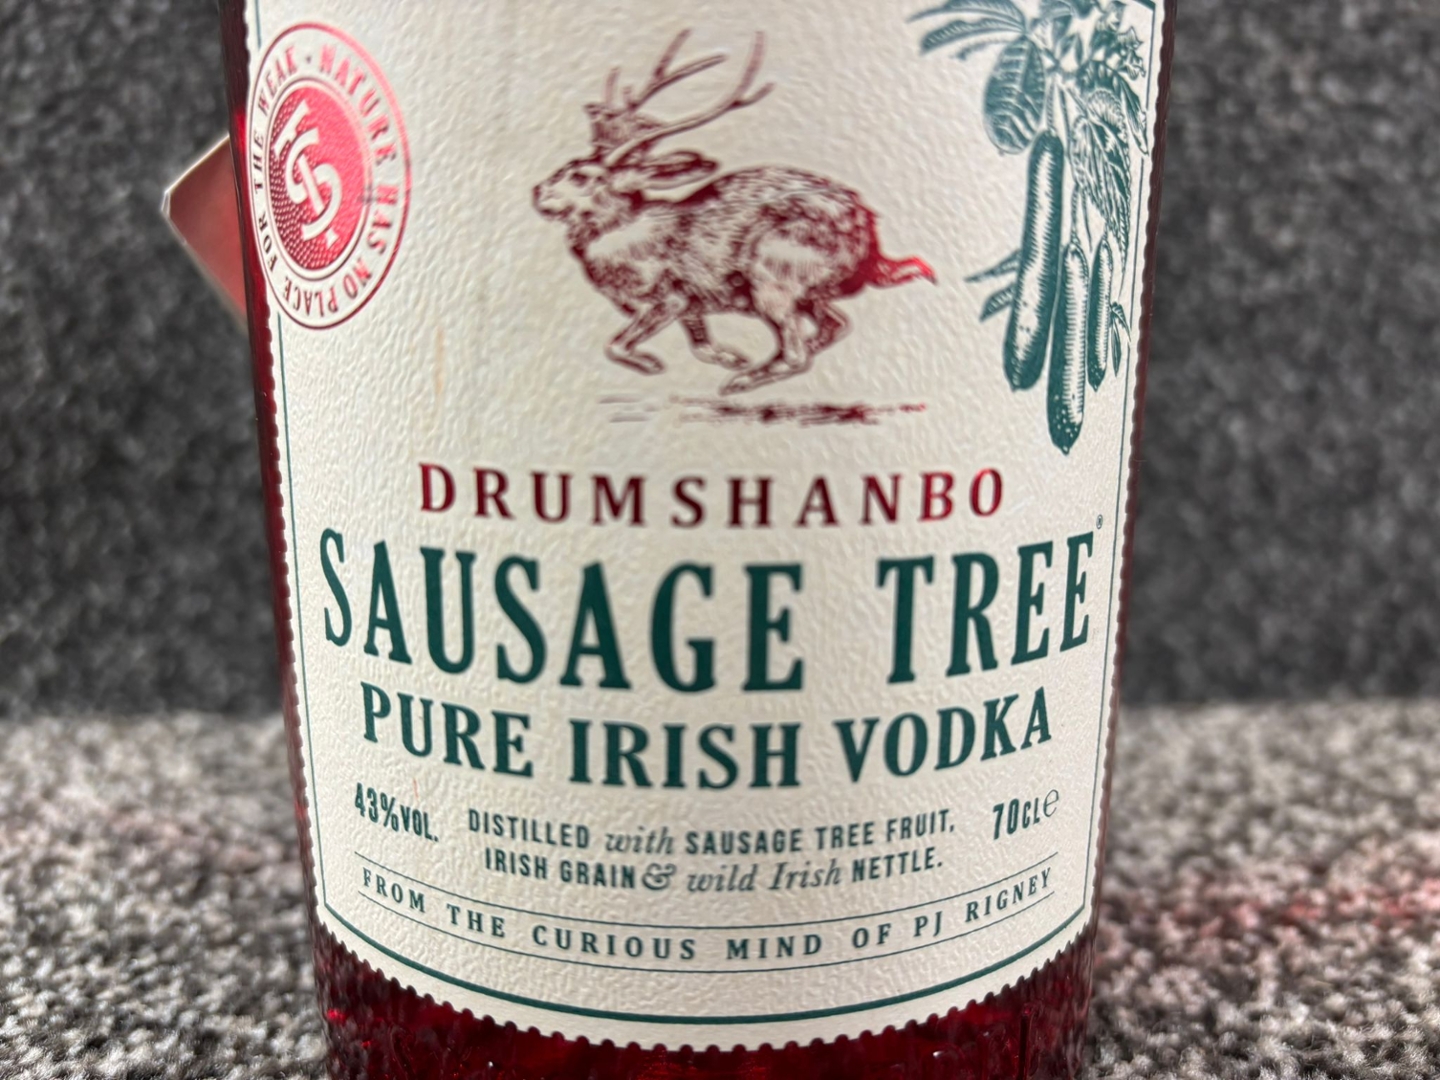 NATURE HAS NO PLACE FOR THE WEAK ·
DRUMSHANBO
SAUSAGE TREE®
PURE IRISH VODKA
43%VOL.
DISTILLED with SAUSAGE TREE FRUIT,
IRISH GRAIN & wild Irish NETTLE.
70CLe
FROM THE CURIOUS MIND OF PJ RIGNEY